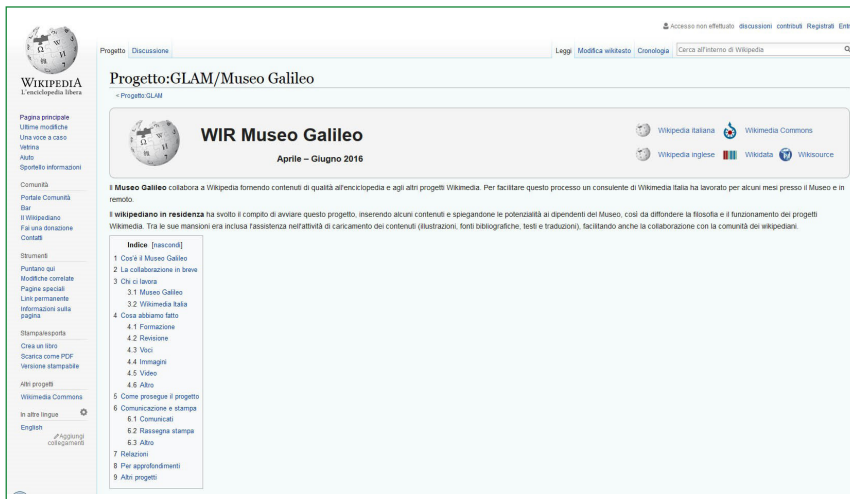 Accesso non effettuato discussioni contributi Registrati Entr
Progetto Discussione
Leggi Modifica wikitesto Cronologia Cerca all'interno di Wikipedia
WIKIPEDIA
L'enciclopedia libera
Pagina principale
Ultime modifiche
Una voce a caso
Vetrina
Aiuto
Sportello informazioni
Comunità
Portale Comunità
Bar
Il Wikipediano
Fai una donazione
Contatti
Strumenti
Puntano qui
Modifiche correlate
Pagine speciali
Link permanente
Informazioni sulla
pagina
Stampa/esporta
Crea un libro
Scarica come PDF
Versione stampabile
Altri progetti
Wikimedia Commons
In altre lingue
English
Aggiungi
collegamenti
Progetto:GLAM/Museo Galileo
< Progetto:GLAM
WIR Museo Galileo
Aprile – Giugno 2016
Wikipedia italiana Wikimedia Commons
Wikipedia inglese Wikidata Wikisource
Il Museo Galileo collabora a Wikipedia fornendo contenuti di qualità all'enciclopedia e agli altri progetti Wikimedia. Per facilitare questo processo un consulente di Wikimedia Italia ha lavorato per alcuni mesi presso il Museo e in
remoto.
Il wikipediano in residenza ha svolto il compito di avviare questo progetto, inserendo alcuni contenuti e spiegandone le potenzialità ai dipendenti del Museo, così da diffondere la filosofia e il funzionamento dei progetti
Wikimedia. Tra le sue mansioni era inclusa l'assistenza nell'attività di caricamento dei contenuti (illustrazioni, fonti bibliografiche, testi e traduzioni), facilitando anche la collaborazione con la comunità dei wikipediani.
Indice [nascondi]
1 Cos'è il Museo Galileo
2 La collaborazione in breve
3 Chi ci lavora
3.1 Museo Galileo
3.2 Wikimedia Italia
4 Cosa abbiamo fatto
4.1 Formazione
4.2 Revisione
4.3 Voci
4.4 Immagini
4.5 Video
4.6 Altro
5 Come prosegue il progetto
6 Comunicazione e stampa
6.1 Comunicati
6.2 Rassegna stampa
6.3 Altro
7 Relazioni
8 Per approfondimenti
9 Altri progetti